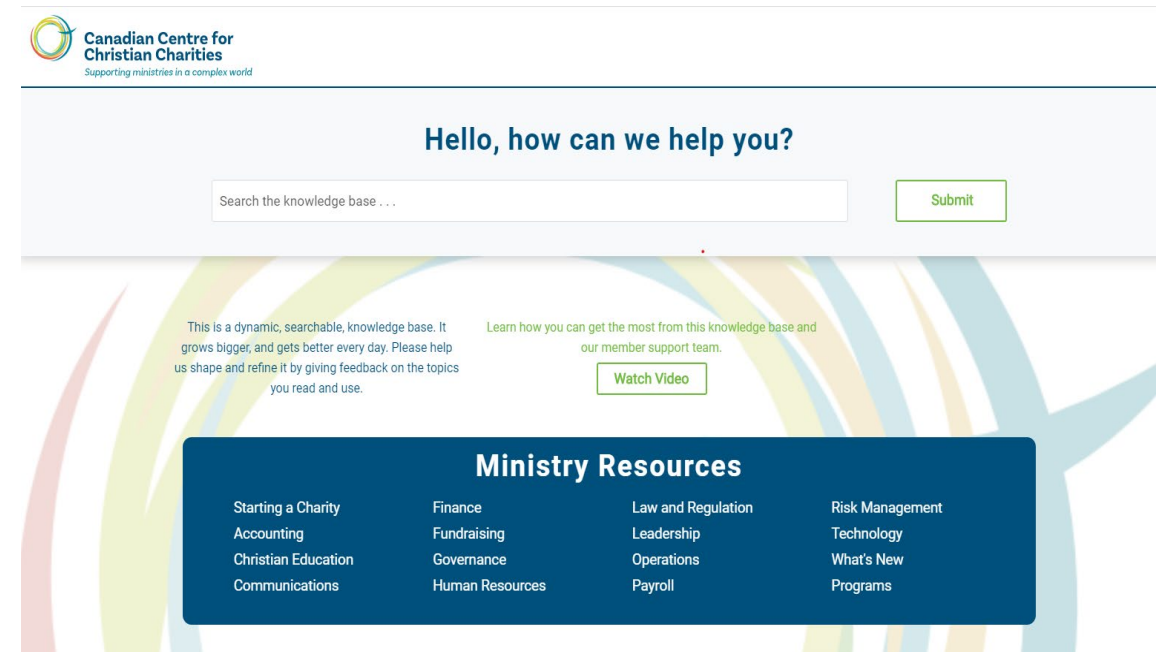 Canadian Centre for
Christian Charities
Supporting ministries in a complex world
Hello, how can we help you?
Search the knowledge base . . .
Submit
This is a dynamic, searchable, knowledge base. It
grows bigger, and gets better every day. Please help
us shape and refine it by giving feedback on the topics
you read and use.
Learn how you can get the most from this knowledge base and
our member support team.
Watch Video
Ministry Resources
Starting a Charity
Accounting
Christian Education
Communications
Finance
Fundraising
Governance
Human Resources
Law and Regulation
Leadership
Operations
Payroll
Risk Management
Technology
What's New
Programs